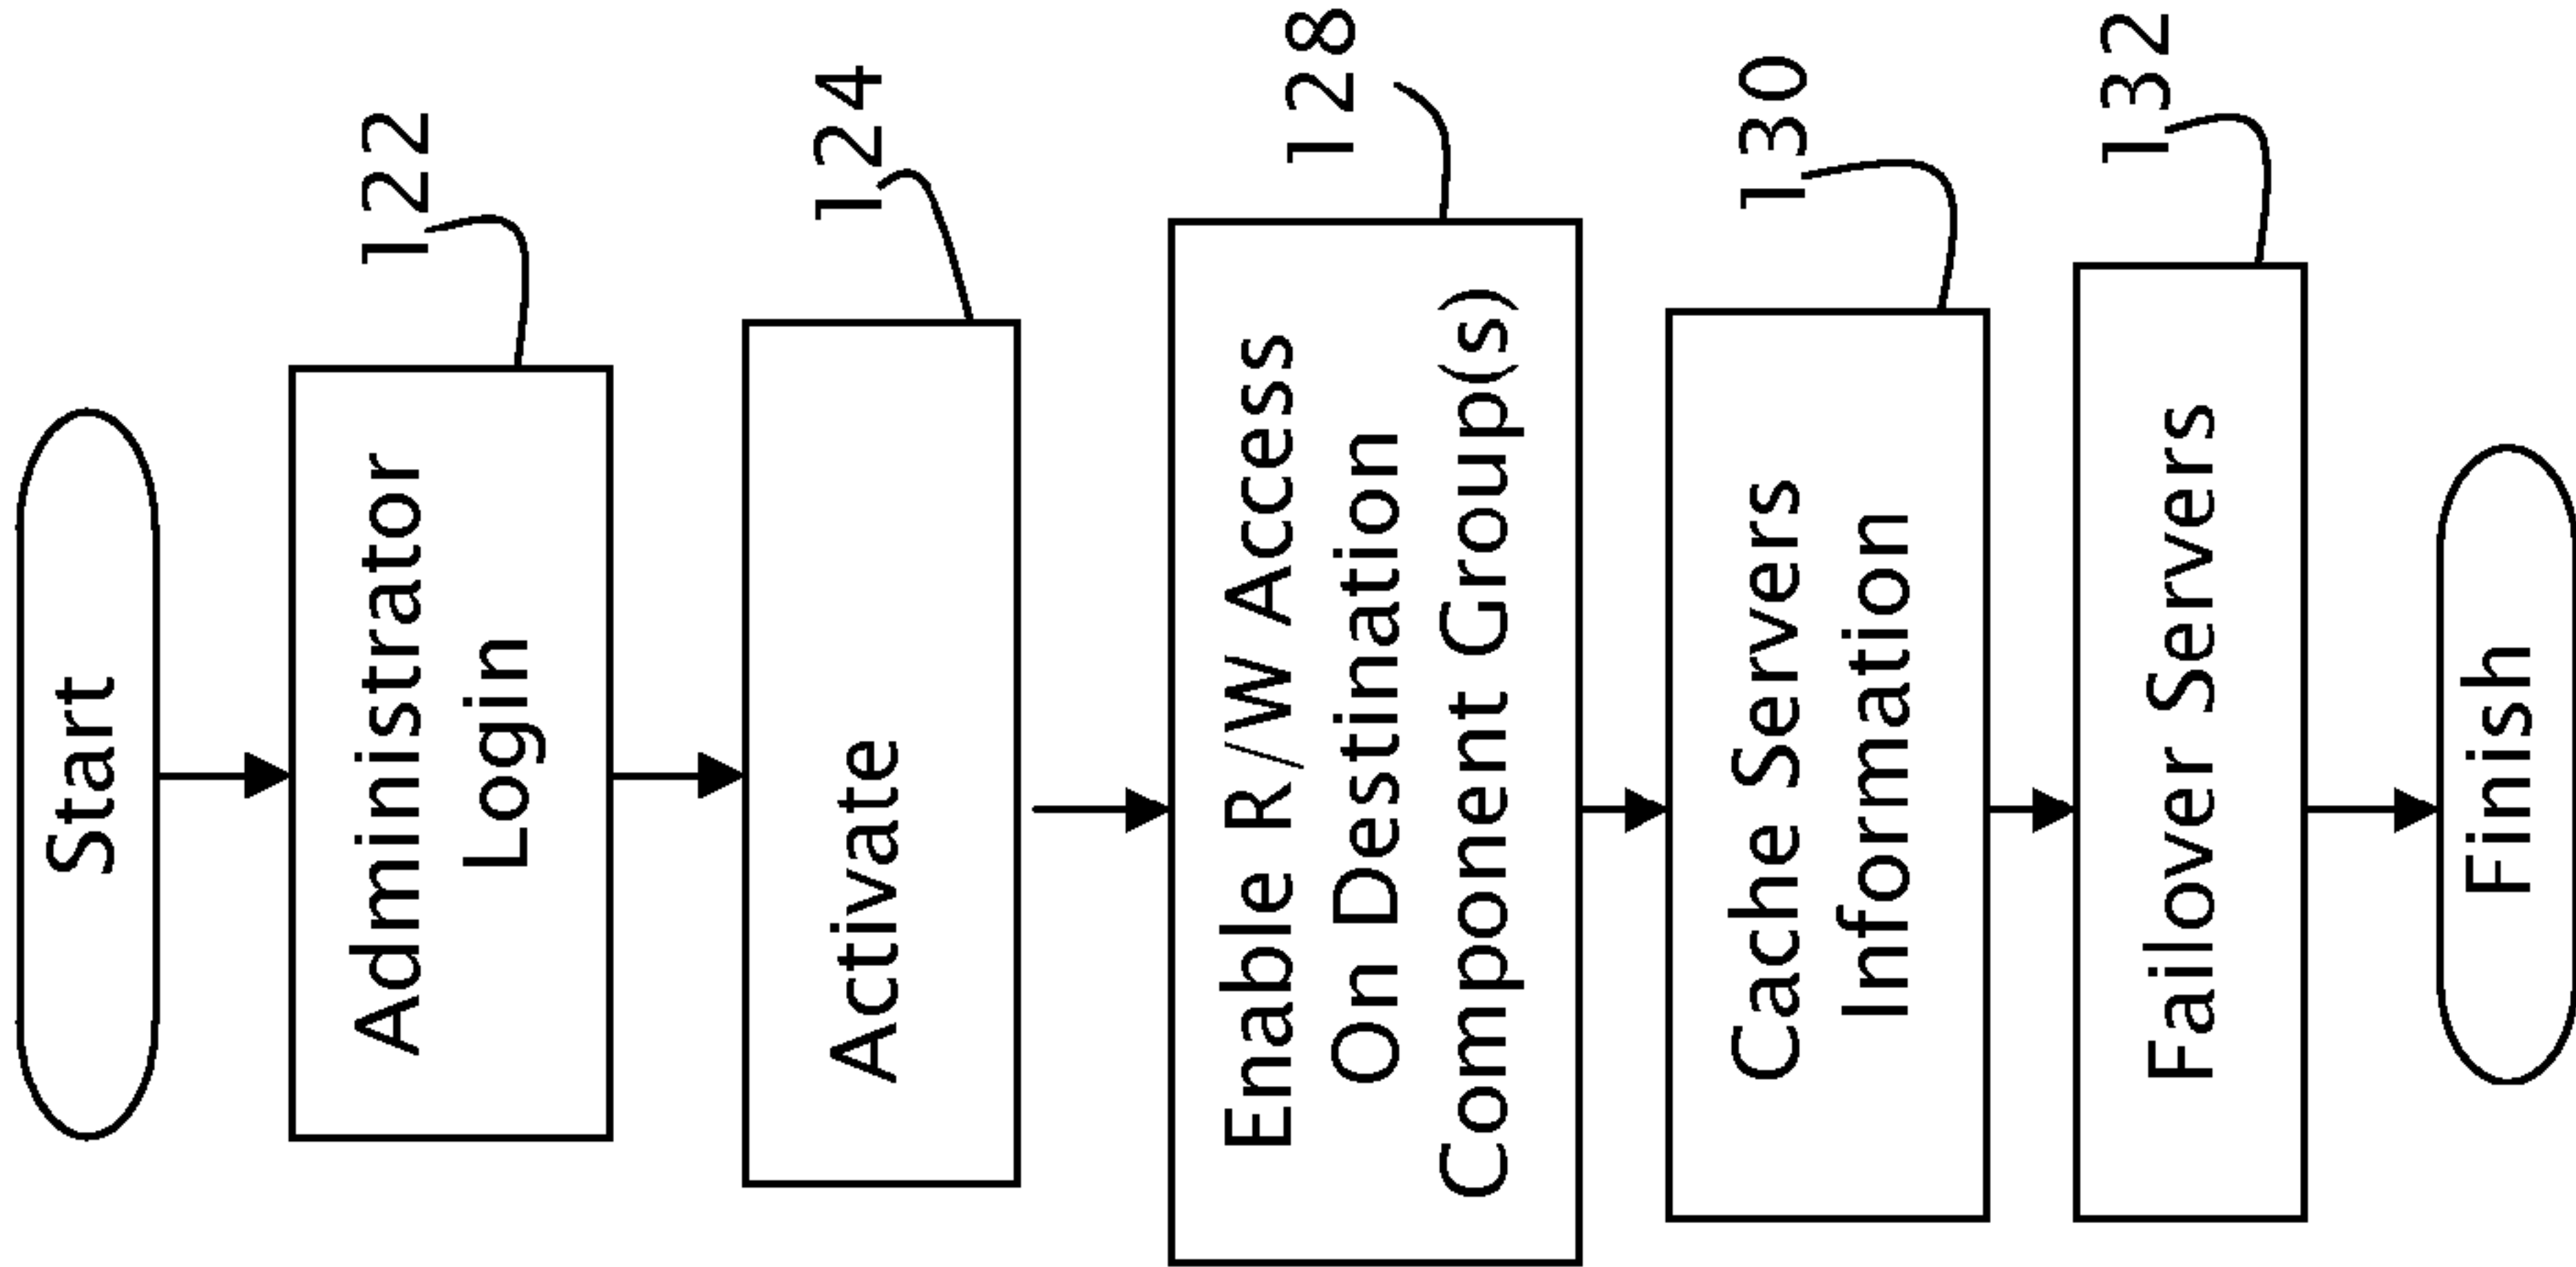 Start
Administrator
Login
122
Activate
124
Enable R/W Access
On Destination
Component Group(s)
128
Cache Servers
Information
130
Failover Servers
132
Finish